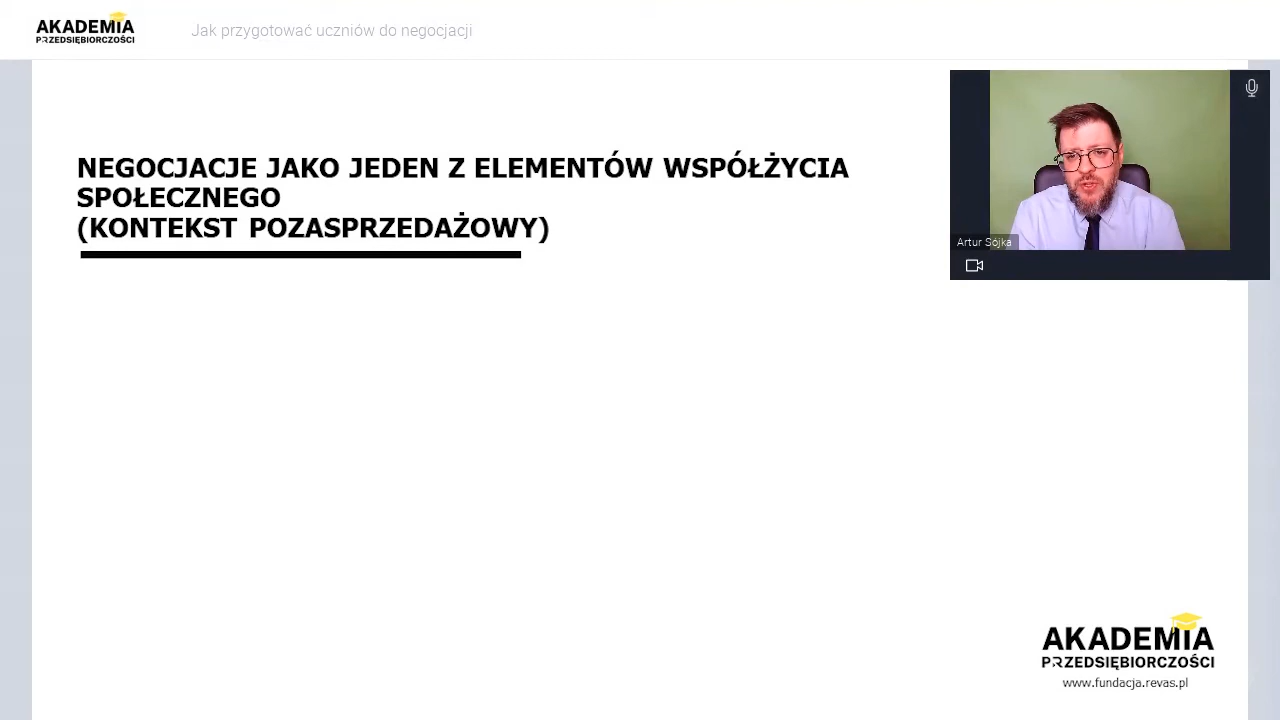 AKADEMIA
PRZEDSIĘBIORCZOŚCI
Jak przygotować uczniów do negocjacji
NEGOCJACJE JAKO JEDEN Z ELEMENTÓW WSPÓŁŻYCIA
SPOŁECZNEGO
(KONTEKST POZASPRZEDAŻOWY)
Artur Sójka
AKADEMIA
PRZEDSIĘBIORCZOŚCI
www.fundacja.revas.pl